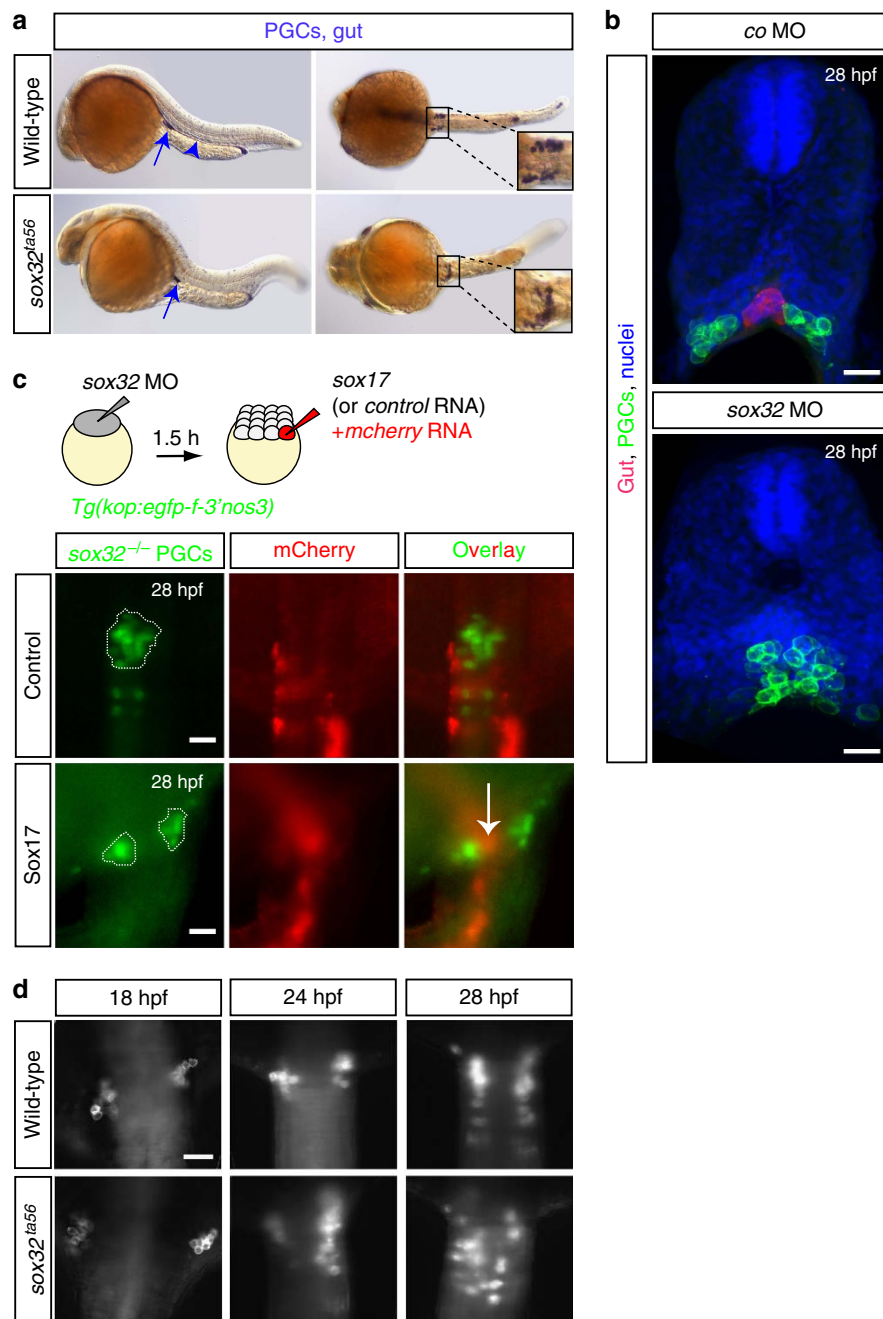 a
PGCs, gut
Wild-type
sox32ta56
b
co MO
28 hpf
sox32 MO
28 hpf
Gut, PGCs, nuclei
c
sox32 MO
1.5 h
sox17
(or control RNA)
+mcherry RNA
Tg(kop:egfp-f-3'nos3)
sox32–/– PGCs
mCherry
Overlay
Control
28 hpf
Sox17
28 hpf
d
18 hpf
24 hpf
28 hpf
Wild-type
sox32ta56